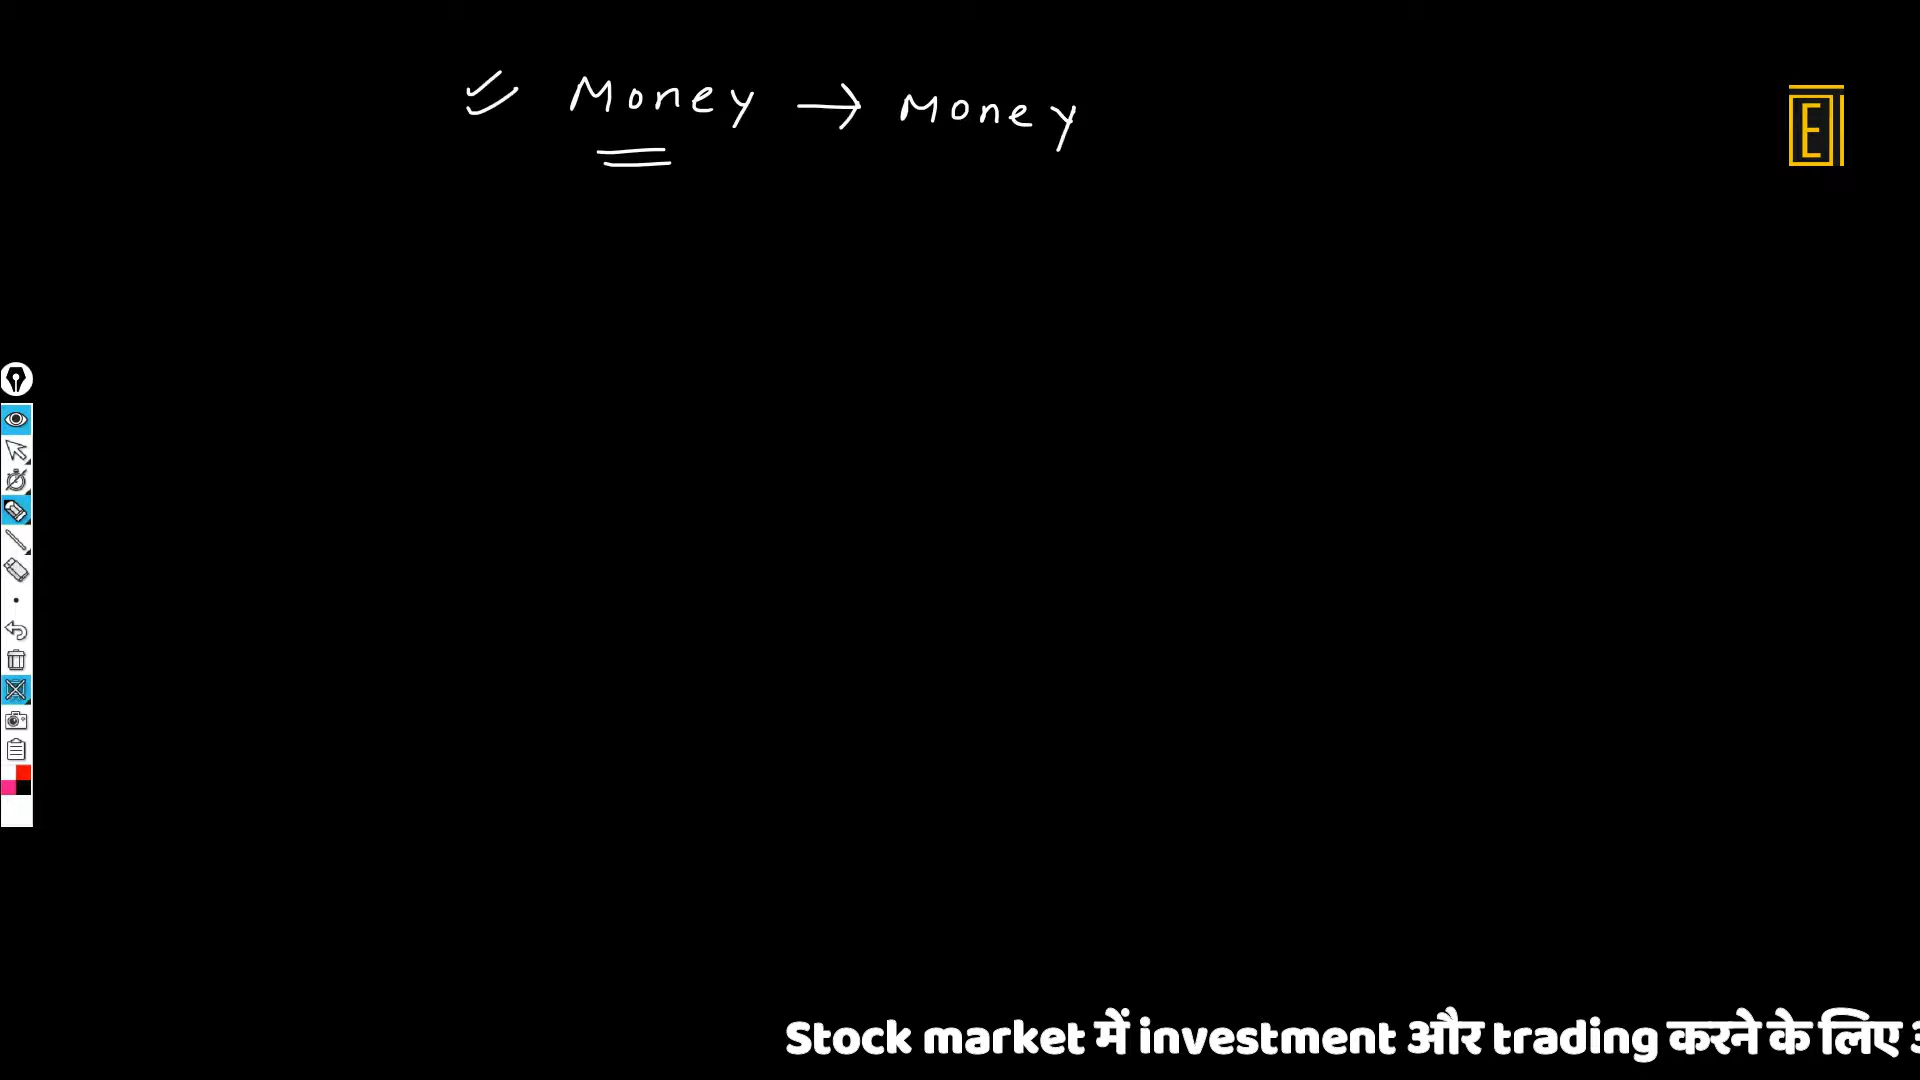 Money → Money
E
Stock market में investment और trading करने के लिए